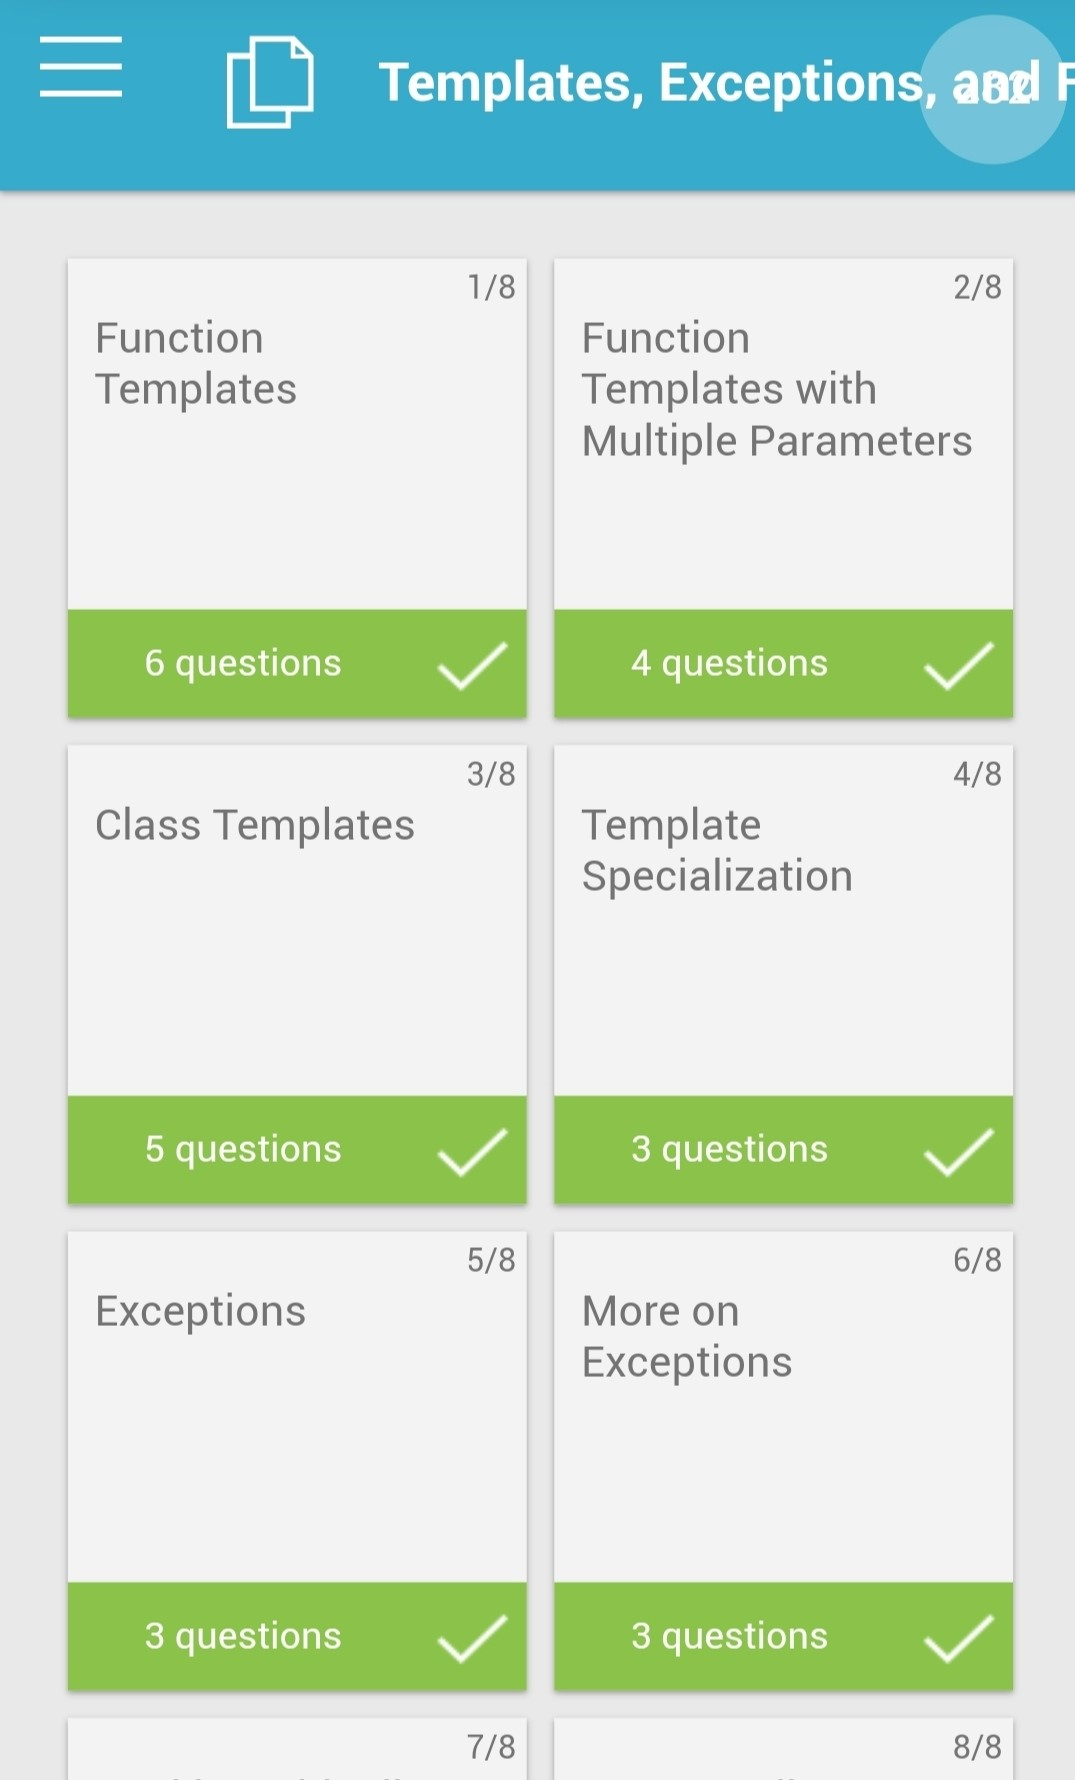 Templates, Exceptions, and F
1/8
Function
Templates
6 questions
2/8
Function
Templates with
Multiple Parameters
4 questions
3/8
Class Templates
5 questions
4/8
Template
Specialization
3 questions
5/8
Exceptions
3 questions
6/8
More on
Exceptions
3 questions
7/8
8/8